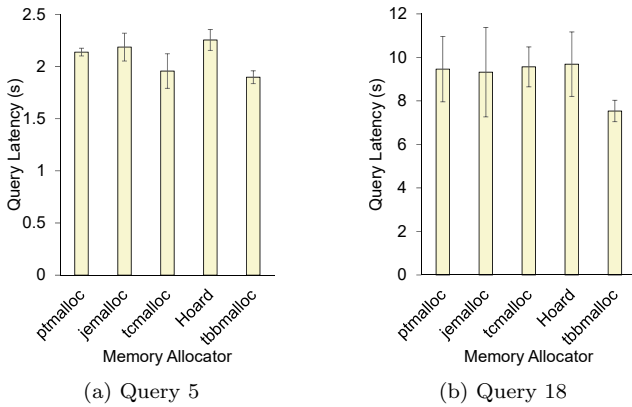 2.5
2
1.5
1
0.5
0
Query Latency (s)
ptmalloc
jemalloc
tcmalloc
Hoard
tbbmalloc
Memory Allocator
(a) Query 5
12
10
8
6
4
2
0
Query Latency (s)
ptmalloc
jemalloc
tcmalloc
Hoard
tbbmalloc
Memory Allocator
(b) Query 18